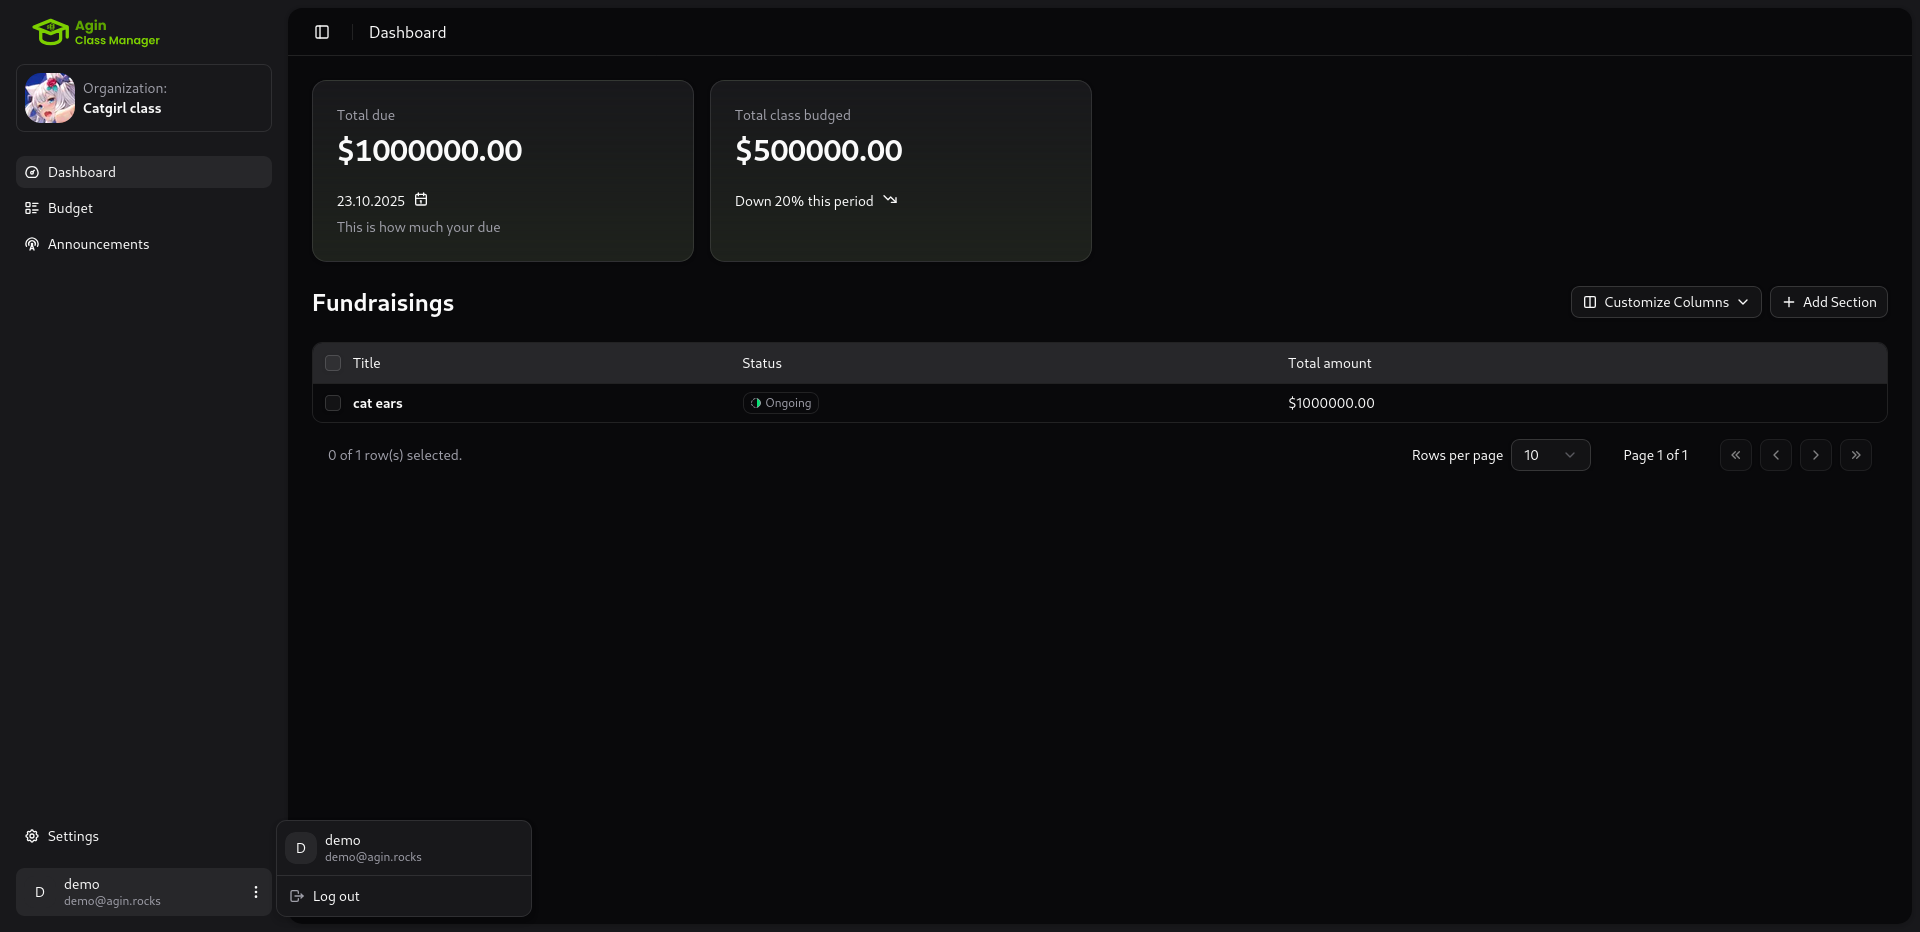 Agin
Class Manager
Organization:
Catgirl class
Dashboard
Budget
Announcements
Settings
D
demo
demo@agin.rocks
D
demo
demo@agin.rocks
Log out
Dashboard
Total due
$1000000.00
23.10.2025
This is how much your due
Total class budged
$500000.00
Down 20% this period
Fundraisings
Customize Columns
Add Section
Title Status Total amount
cat ears Ongoing $1000000.00
0 of 1 row(s) selected.
Rows per page 10 Page 1 of 1